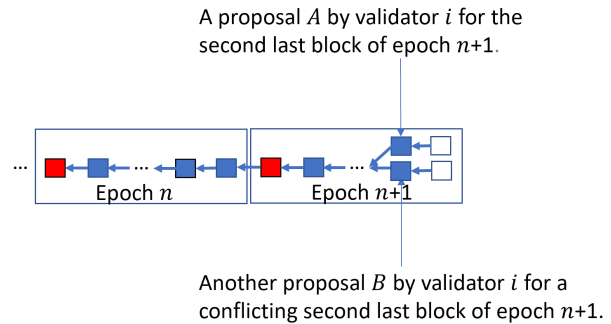 A proposal A by validator i for the
second last block of epoch n+1.
... ... ...
Epoch n Epoch n+1
Another proposal B by validator i for a
conflicting second last block of epoch n+1.